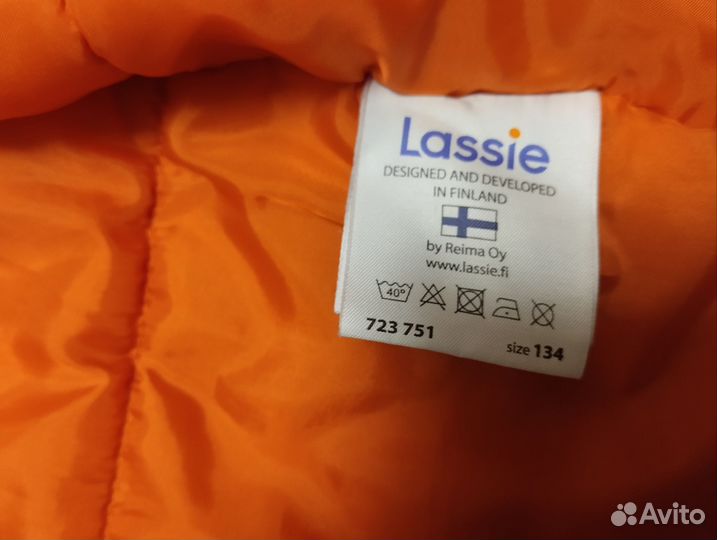 Lassie
DESIGNED AND DEVELOPED
IN FINLAND
by Reima Oy
www.lassie.fi
40°
723 751 size 134
Avito